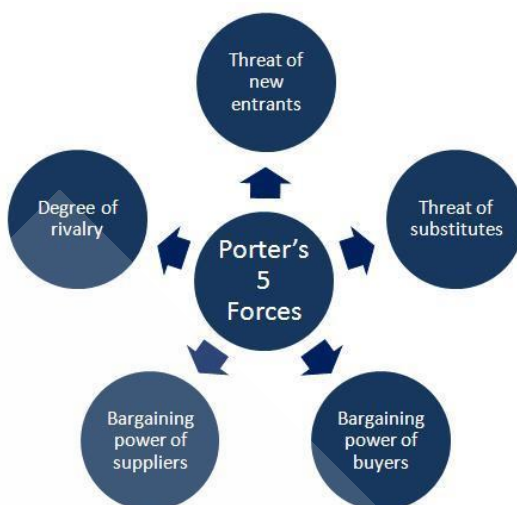 Threat of
new
entrants
Degree of
rivalry
Threat of
substitutes
Porter's
5
Forces
Bargaining
power of
suppliers
Bargaining
power of
buyers